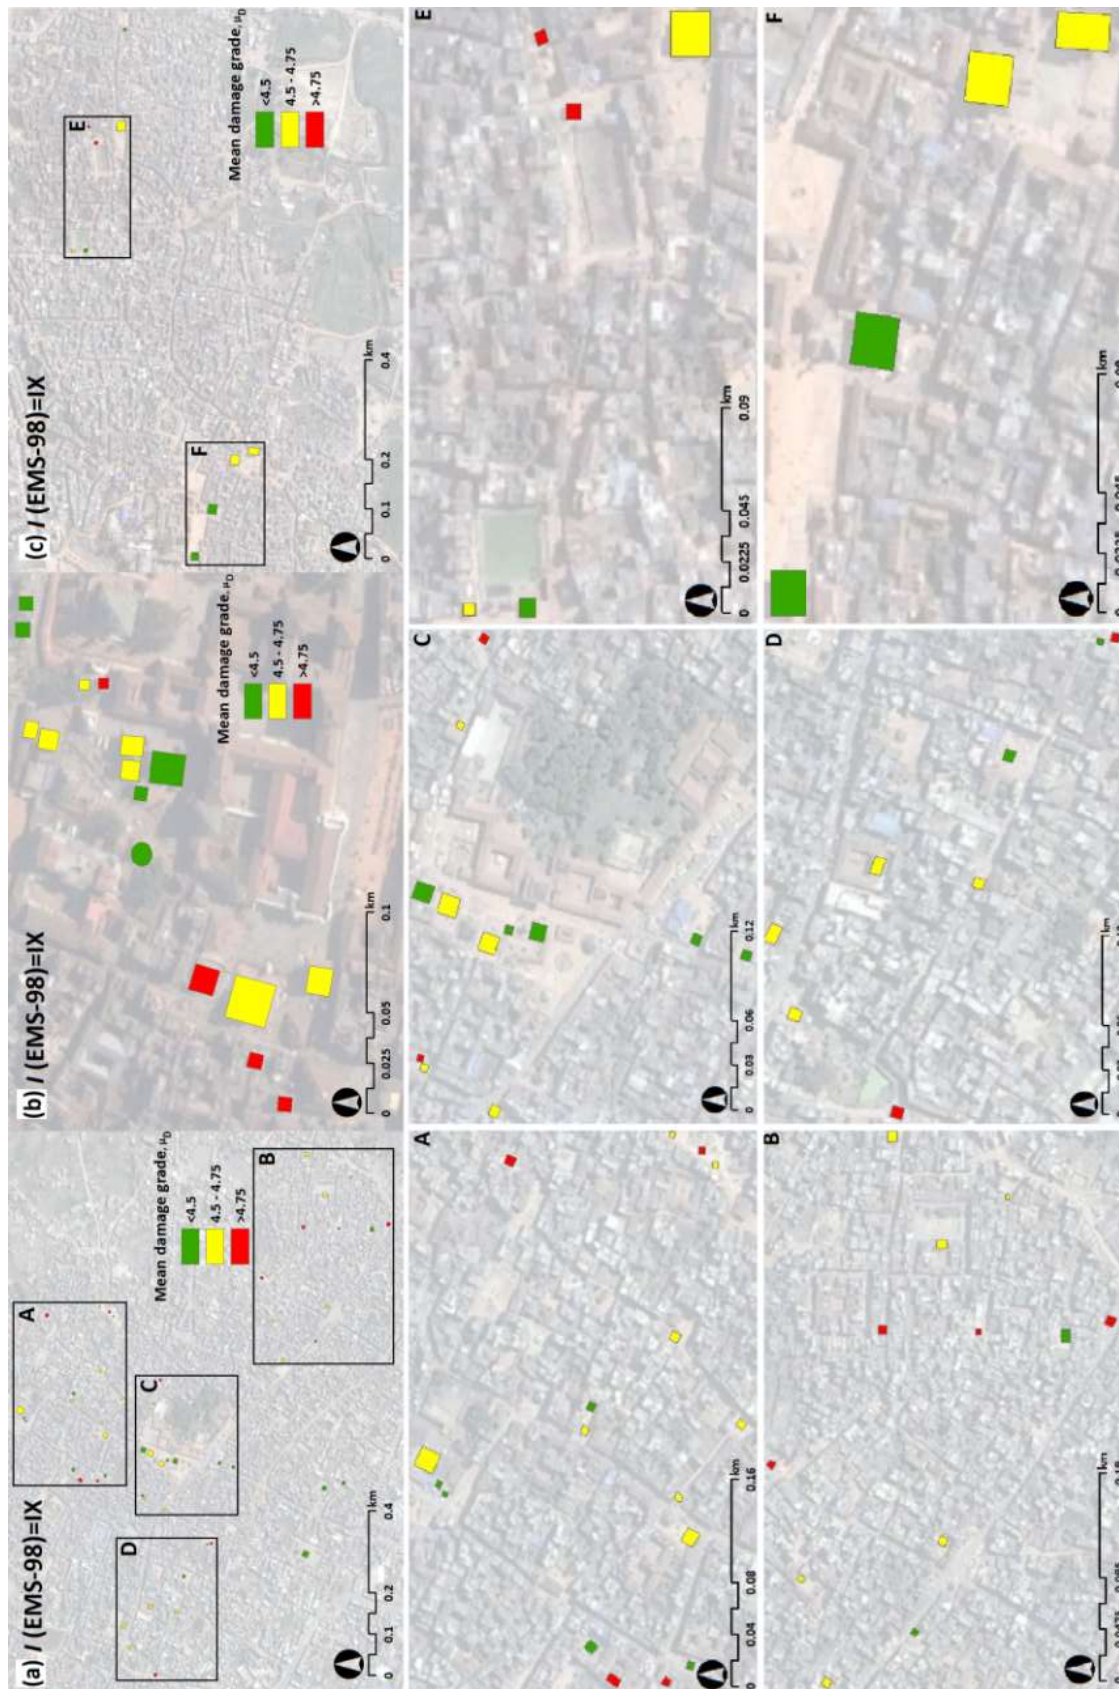 (a) I (EMS-98)=IX
A
B
C
D
Mean damage grade, μD
<4.5
4.5 - 4.75
>4.75
0 0.1 0.2 0.4
km
(b) I (EMS-98)=IX
Mean damage grade, μD
<4.5
4.5 - 4.75
>4.75
0 0.025 0.05 0.1
km
(c) I (EMS-98)=IX
E
F
Mean damage grade, μD
<4.5
4.5 - 4.75
>4.75
0 0.1 0.2 0.4
km
A
0 0.04 0.08 0.16
km
C
0 0.03 0.06 0.12
km
E
0 0.0225 0.045 0.09
km
B
0
km
D
0
km
F
0
km